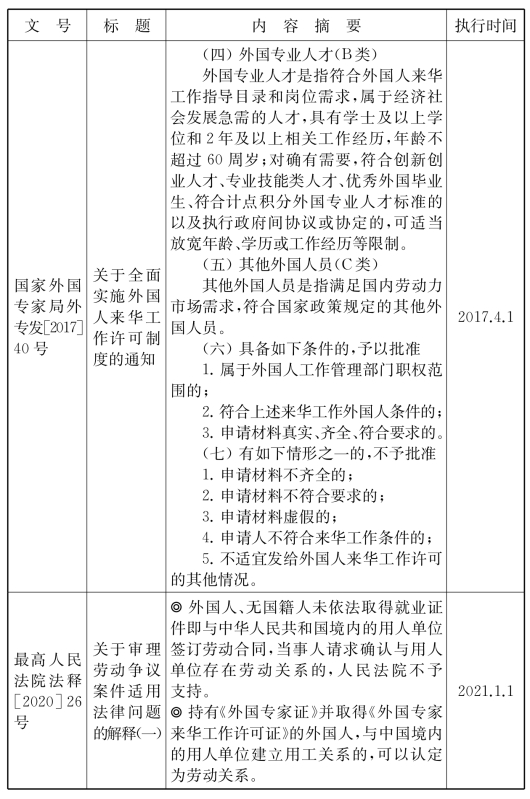 文 号 标 题 内 容 摘 要 执行时间
国家外国
专家局外
专发[2017]
40号
关于全面
实施外国
人来华工
作许可制
度的通知
（四）外国专业人才(B类)
外国专业人才是指符合外国人来华
工作指导目录和岗位需求,属于经济社
会发展急需的人才,具有学士及以上学
位和2年及以上相关工作经历,年龄不
超过60周岁;对确有需要,符合创新创
业人才、专业技能类人才、优秀外国毕业
生、符合计点积分外国专业人才标准的
以及执行政府间协议或协定的,可适当
放宽年龄、学历或工作经历等限制。
（五）其他外国人员(C类)
其他外国人员是指满足国内劳动力
市场需求,符合国家政策规定的其他外
国人员。
（六）具备如下条件的,予以批准
1. 属于外国人工作管理部门职权范
围的;
2. 符合上述来华工作外国人条件的;
3. 申请材料真实、齐全、符合要求的。
（七）有如下情形之一的,不予批准
1. 申请材料不齐全的;
2. 申请材料不符合要求的;
3. 申请材料虚假的;
4. 申请人不符合来华工作条件的;
5. 不适宜发给外国人来华工作许可
的其他情况。
2017.4.1
最高人民
法院法释
[2020]26
号
关于审理
劳动争议
案件适用
法律问题
的解释(一)
◎ 外国人、无国籍人未依法取得就业证
件即与中华人民共和国境内的用人单位
签订劳动合同,当事人请求确认与用人
单位存在劳动关系的,人民法院不予
支持。
◎ 持有《外国专家证》并取得《外国专家
来华工作许可证》的外国人,与中国境内
的用人单位建立用工关系的,可以认定
为劳动关系。
2021.1.1